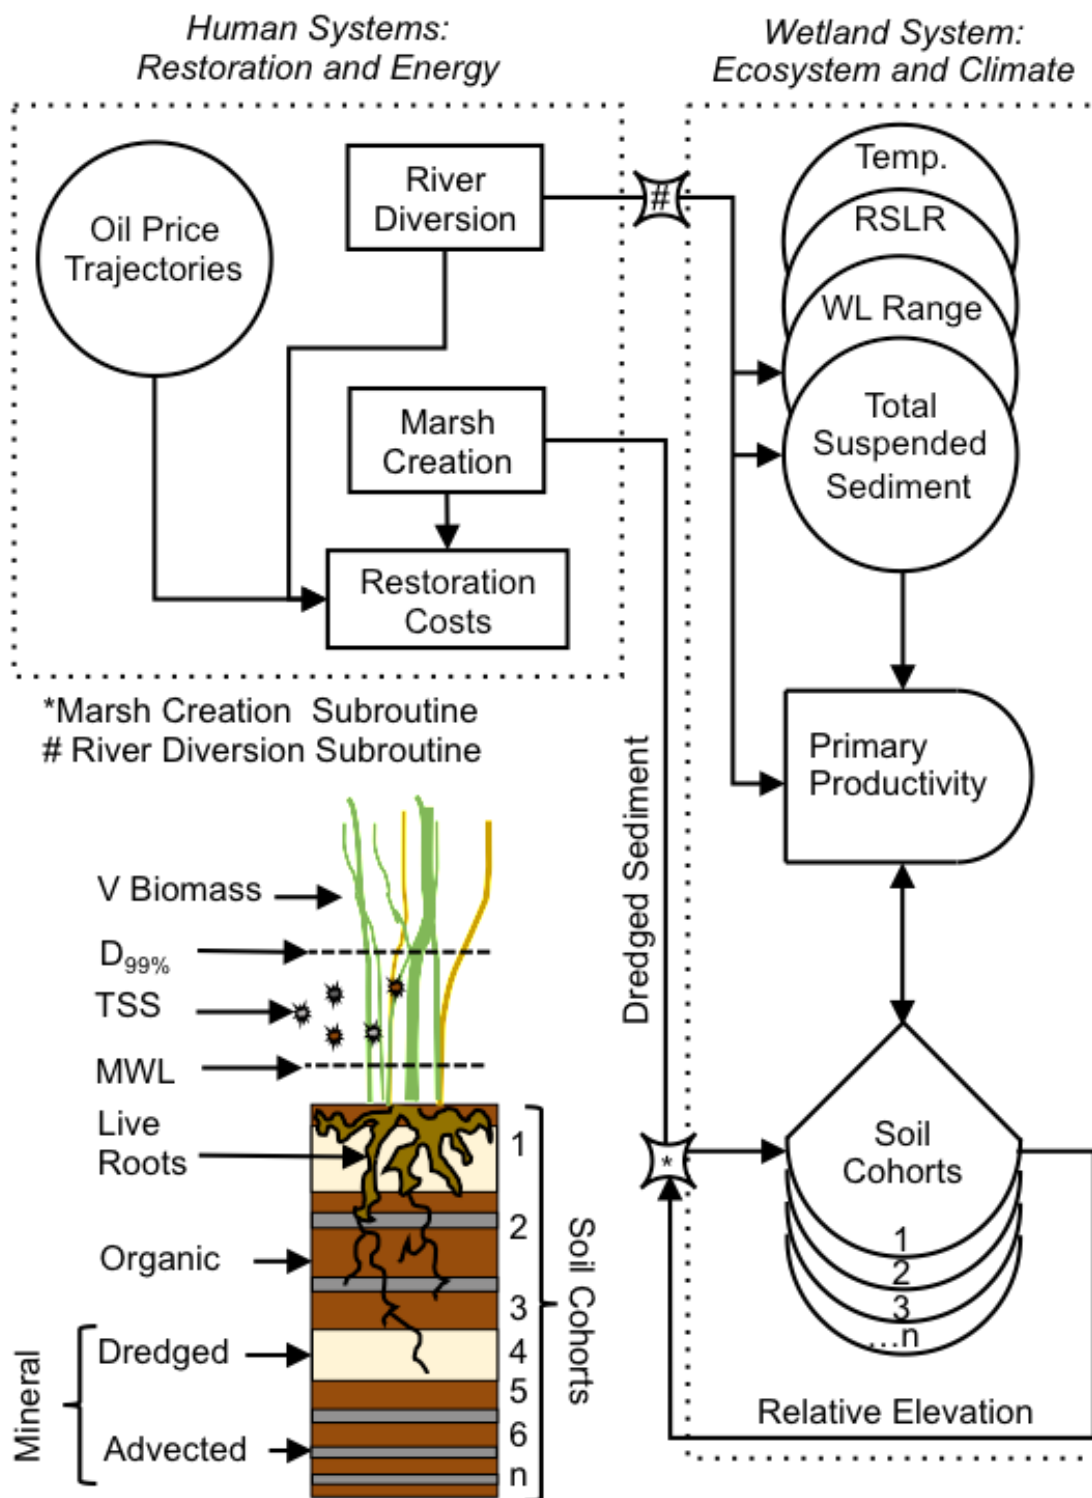 Human Systems:
Restoration and Energy
Wetland System:
Ecosystem and Climate
Oil Price
Trajectories
River
Diversion
#
Temp.
RSLR
WL Range
Total
Suspended
Sediment
Marsh
Creation
Restoration
Costs
*Marsh Creation Subroutine
# River Diversion Subroutine
Primary
Productivity
Dredged Sediment
V Biomass
D99%
TSS
MWL
Live
Roots
Organic
Mineral
Dredged
Advected
1
2
3
4
5
6
n
Soil Cohorts
*
Soil
Cohorts
1
2
3
...n
Relative Elevation